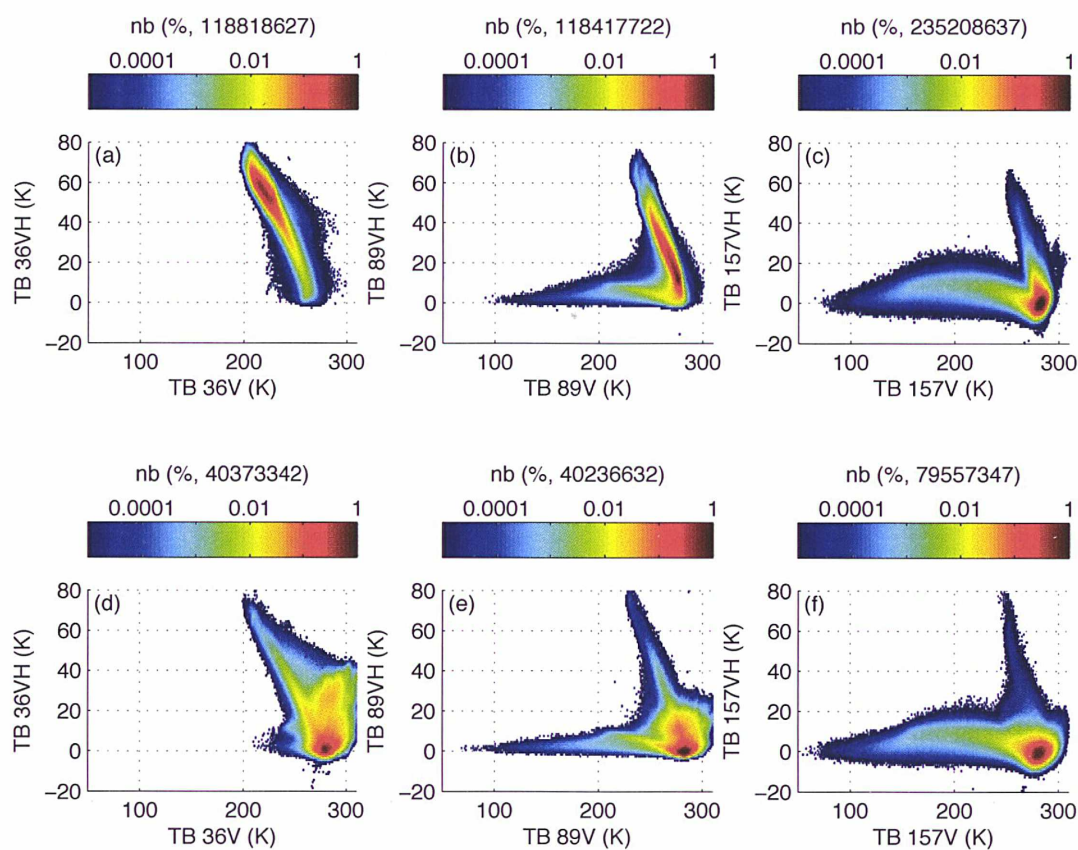 nb (%, 118818627)
nb (%, 118417722)
nb (%, 235208637)
0.0001 0.01 1
0.0001 0.01 1
0.0001 0.01 1
(a)
(b)
(c)
80
60
40
20
0
−20
80
60
40
20
0
−20
80
60
40
20
0
−20
TB 36VH (K)
TB 89VH (K)
TB 157VH (K)
100 200 300
100 200 300
100 200 300
TB 36V (K)
TB 89V (K)
TB 157V (K)
nb (%, 40373342)
nb (%, 40236632)
nb (%, 79557347)
0.0001 0.01 1
0.0001 0.01 1
0.0001 0.01 1
(d)
(e)
(f)
80
60
40
20
0
−20
80
60
40
20
0
−20
80
60
40
20
0
−20
TB 36VH (K)
TB 89VH (K)
TB 157VH (K)
100 200 300
100 200 300
100 200 300
TB 36V (K)
TB 89V (K)
TB 157V (K)